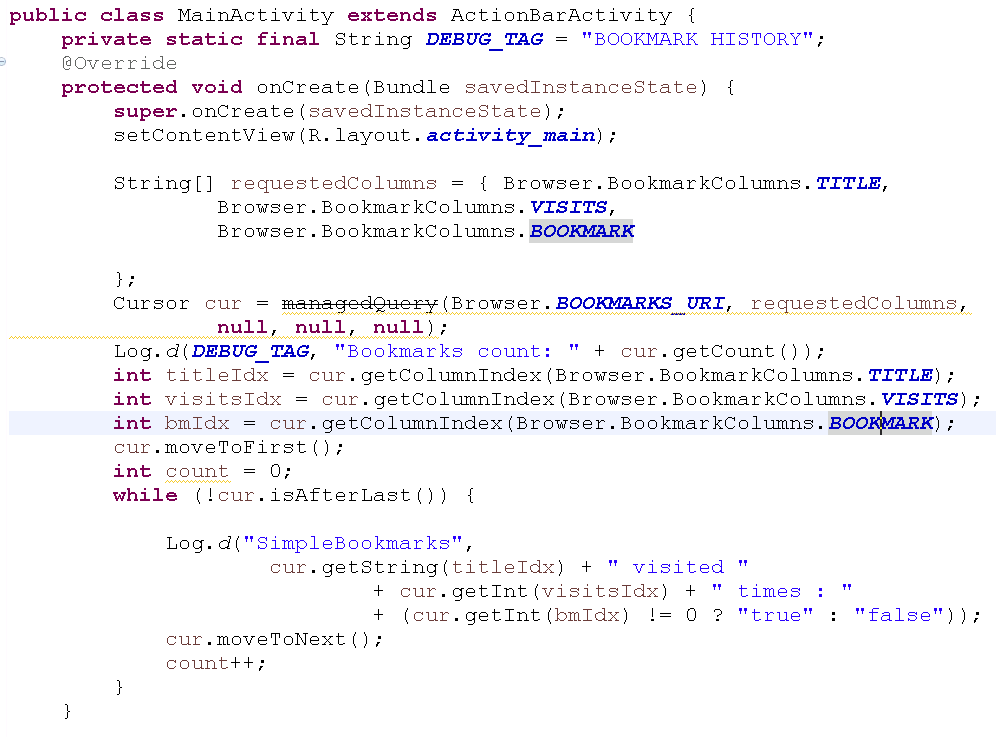 public class MainActivity extends ActionBarActivity {
    private static final String DEBUG_TAG = "BOOKMARK HISTORY";
    @Override
    protected void onCreate(Bundle savedInstanceState) {
        super.onCreate(savedInstanceState);
        setContentView(R.layout.activity_main);

        String[] requestedColumns = { Browser.BookmarkColumns.TITLE,
                Browser.BookmarkColumns.VISITS,
                Browser.BookmarkColumns.BOOKMARK

        };
        Cursor cur = managedQuery(Browser.BOOKMARKS_URI, requestedColumns,
                null, null, null);
        Log.d(DEBUG_TAG, "Bookmarks count: " + cur.getCount());
        int titleIdx = cur.getColumnIndex(Browser.BookmarkColumns.TITLE);
        int visitsIdx = cur.getColumnIndex(Browser.BookmarkColumns.VISITS);
        int bmIdx = cur.getColumnIndex(Browser.BookmarkColumns.BOOKMARK);
        cur.moveToFirst();
        int count = 0;
        while (!cur.isAfterLast()) {

            Log.d("SimpleBookmarks",
                    cur.getString(titleIdx) + " visited "
                            + cur.getInt(visitsIdx) + " times : "
                            + (cur.getInt(bmIdx) != 0 ? "true" : "false"));
            cur.moveToNext();
            count++;
        }
    }